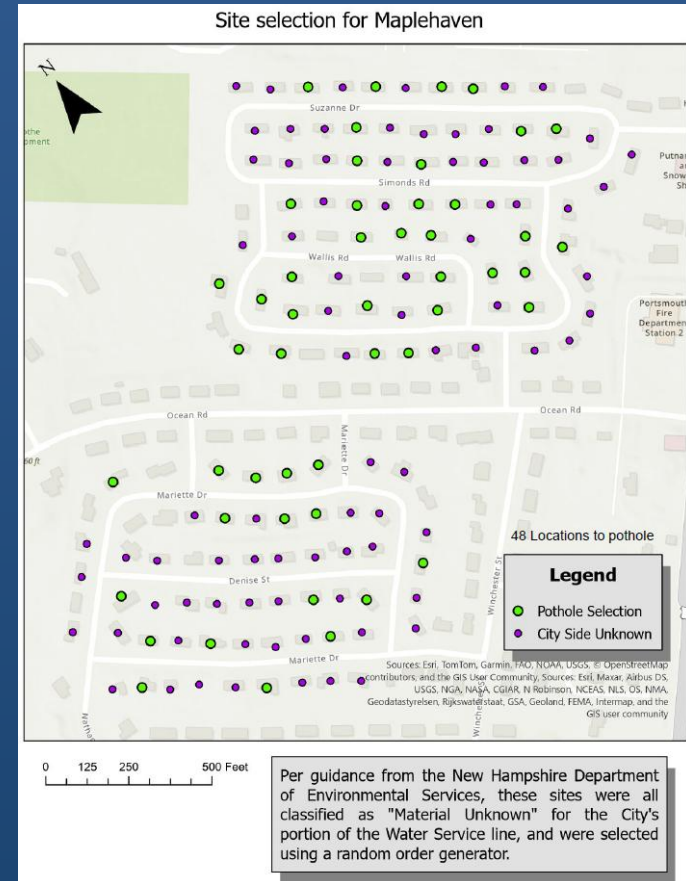 Site selection for Maplehaven
N
Suzanne Dr
Simonds Rd
Wallis Rd
Wallis Rd
Portsmouth
Fire
Department
Station 2
Ocean Rd
Ocean Rd
60 ft
Mariette Dr
Mariette Dr
Denise St
Mariette Dr
Winchester St
48 Locations to pothole
Legend
Pothole Selection
City Side Unknown
Sources: Esri, TomTom, Garmin, FAO, NOAA, USGS, © OpenStreetMap
contributors, and the GIS User Community, Sources: Esri, Maxar, Airbus DS,
USGS, NGA, NASA, CGIAR, N Robinson, NCEAS, NLS, OS, NMA,
Geodatastyrelsen, Rijkswaterstaat, GSA, Geoland, FEMA, Intermap, and the
GIS user community
0 125 250 500 Feet
Per guidance from the New Hampshire Department
of Environmental Services, these sites were all
classified as "Material Unknown" for the City's
portion of the Water Service line, and were selected
using a random order generator.